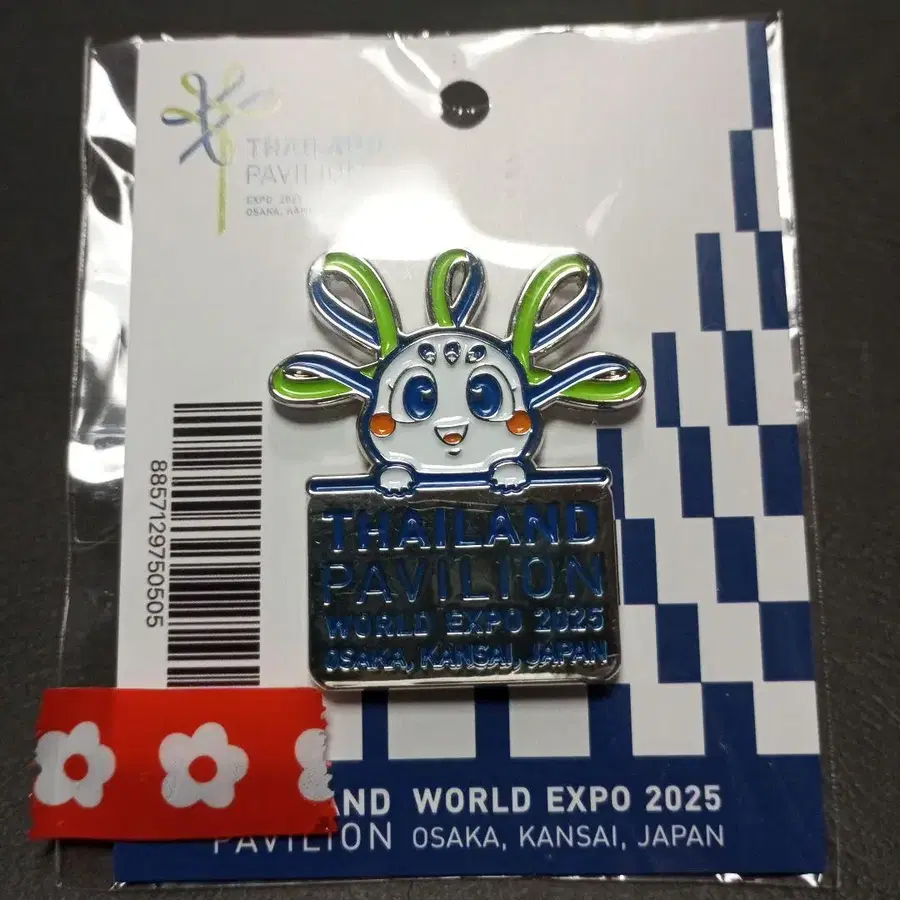 THAILAND
PAVILION
EXPO 2025
OSAKA, KAN
8857129750505
THAILAND
PAVILION
WORLD EXPO 2025
OSAKA, KANSAI, JAPAN
AND WORLD EXPO 2025
PAVILION OSAKA, KANSAI, JAPAN